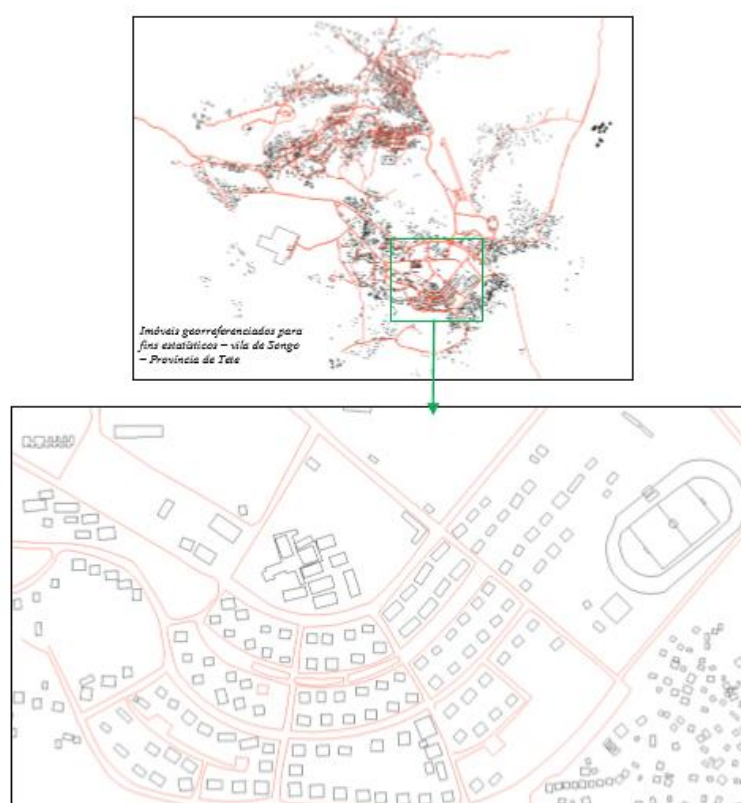 Imóveis georreferenciados para
fins estatísticos – vila de Songo
– Província de Tete